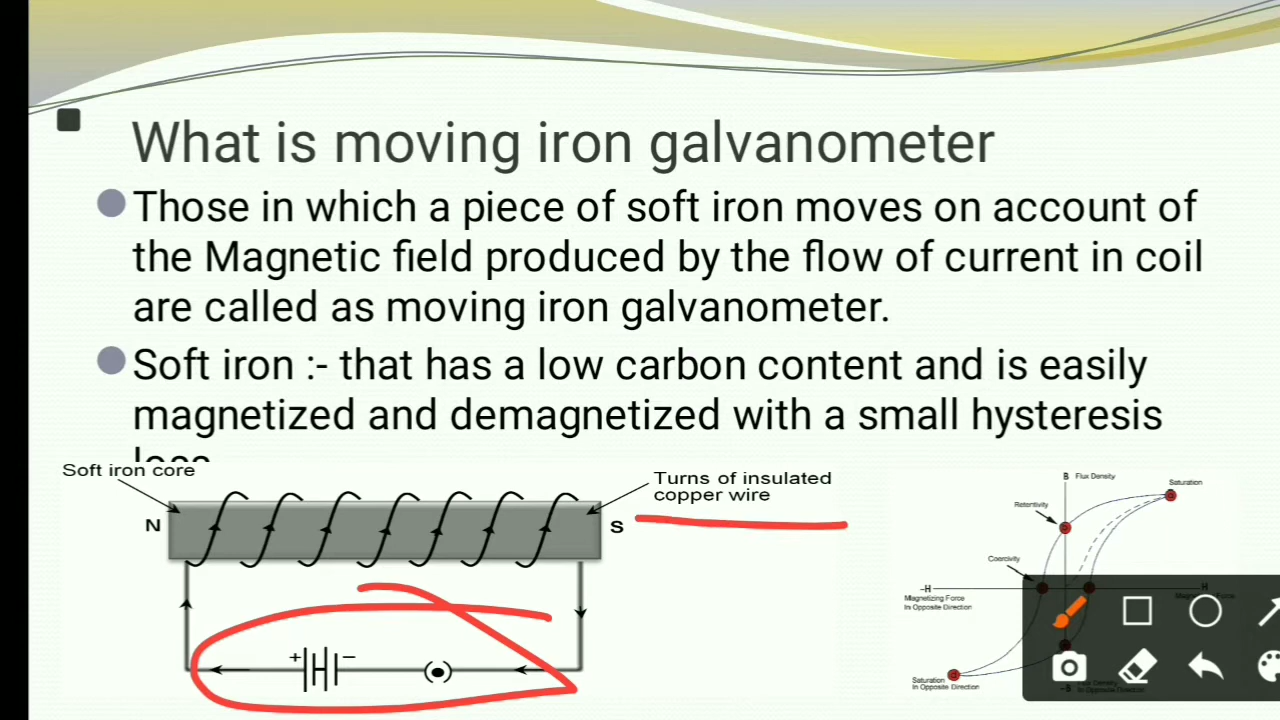 What is moving iron galvanometer
Those in which a piece of soft iron moves on account of
the Magnetic field produced by the flow of current in coil
are called as moving iron galvanometer.
Soft iron :- that has a low carbon content and is easily
magnetized and demagnetized with a small hysteresis
Soft iron core
Turns of insulated
copper wire
N
S
+
−
B Flux Density
Saturation
Retentivity
Coercivity
-H
H
Magnetizing Force
In Opposite Direction
Saturation
In Opposite Direction
-B
In Opposite Direction